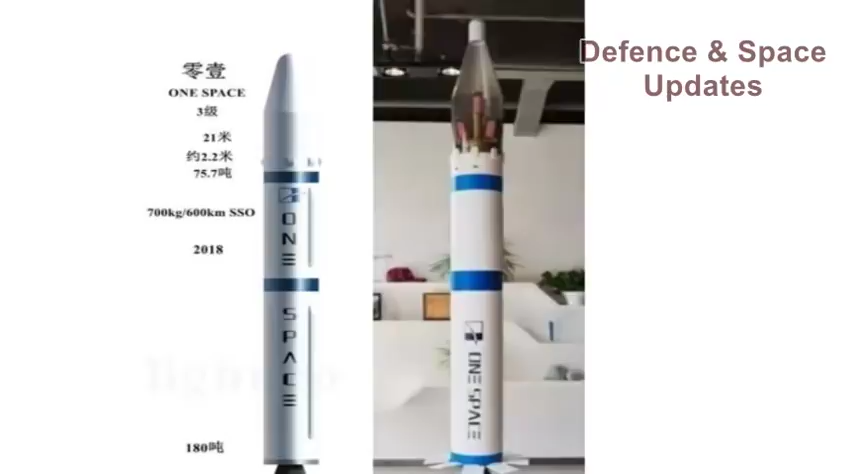 零壹
ONE SPACE
3级
21米
约2.2米
75.7吨
700kg/600km SSO
2018
180吨
ONE SPACE
ONE SPACE
Defence & Space
Updates